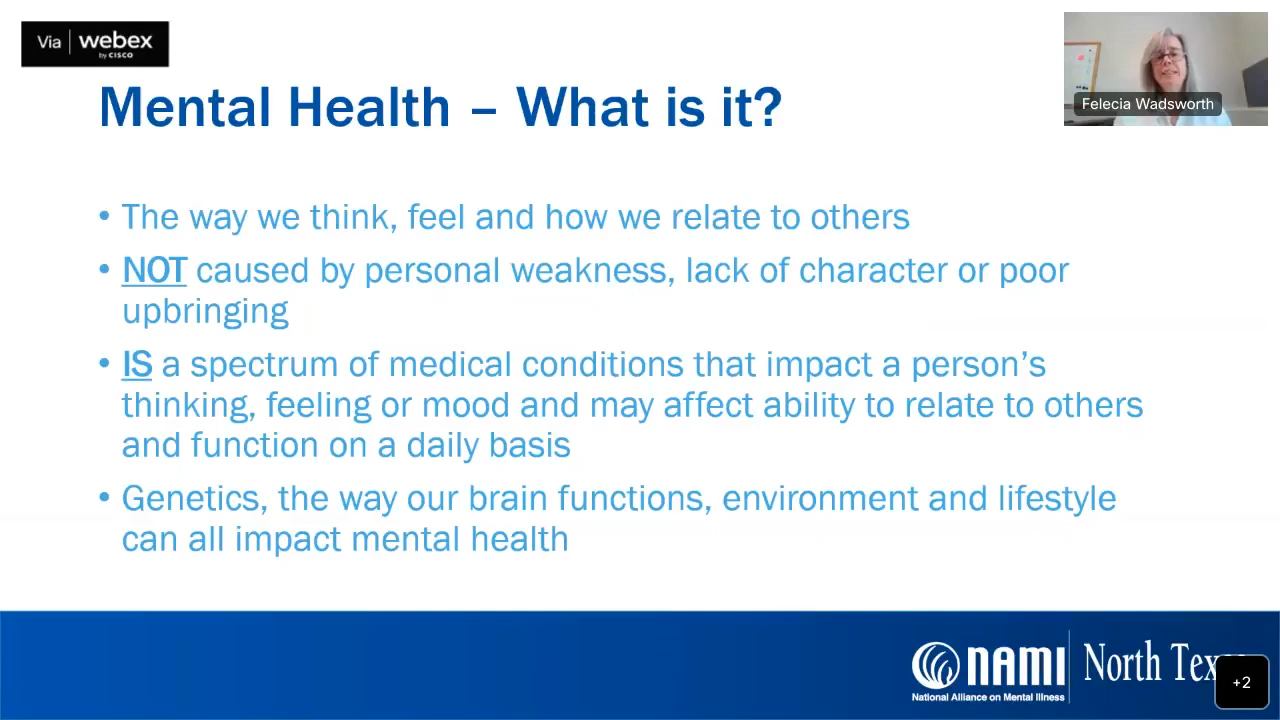 Via webex
by CISCO
Felecia Wadsworth
Mental Health – What is it?
• The way we think, feel and how we relate to others
• NOT caused by personal weakness, lack of character or poor
upbringing
• IS a spectrum of medical conditions that impact a person’s
thinking, feeling or mood and may affect ability to relate to others
and function on a daily basis
• Genetics, the way our brain functions, environment and lifestyle
can all impact mental health
nami
National Alliance on Mental Illness
North
+2